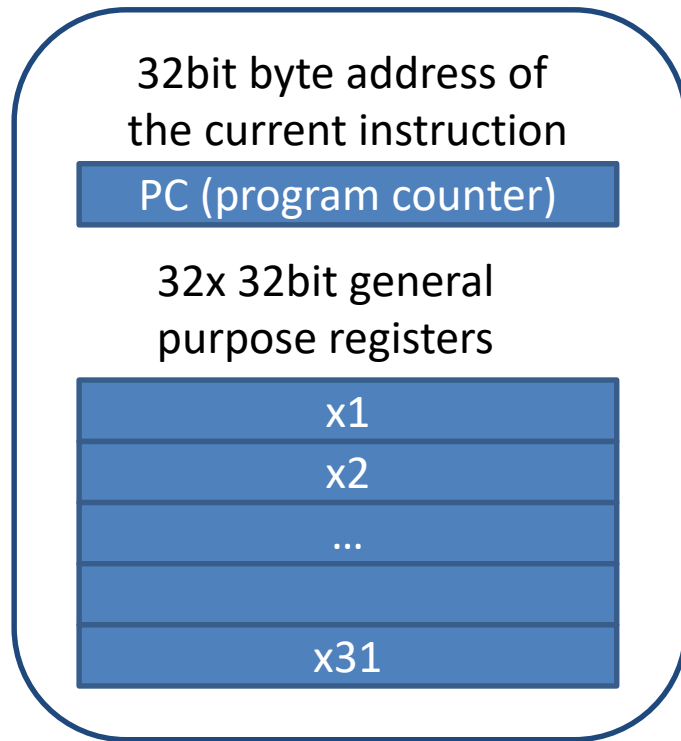 32bit byte address of
the current instruction
PC (program counter)
32x 32bit general
purpose registers
x1
x2
...
x31